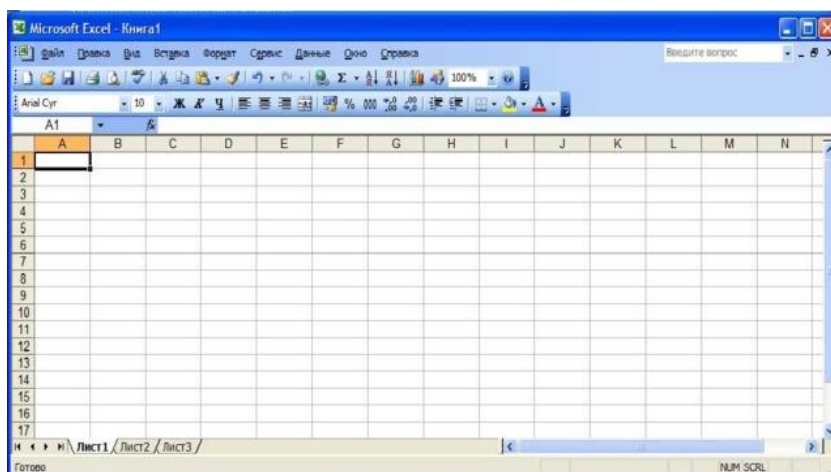 Microsoft Excel - Книга1
Файл Правка Вид Вставка Формат Сервис Данные Окно Справка Введите вопрос
100%
Arial Cyr 10 Ж К Ч % 000
A1 fx
A B C D E F G H I J K L M N
1
2
3
4
5
6
7
8
9
10
11
12
13
14
15
16
17
Лист1 Лист2 Лист3
Готово NUM SCRL